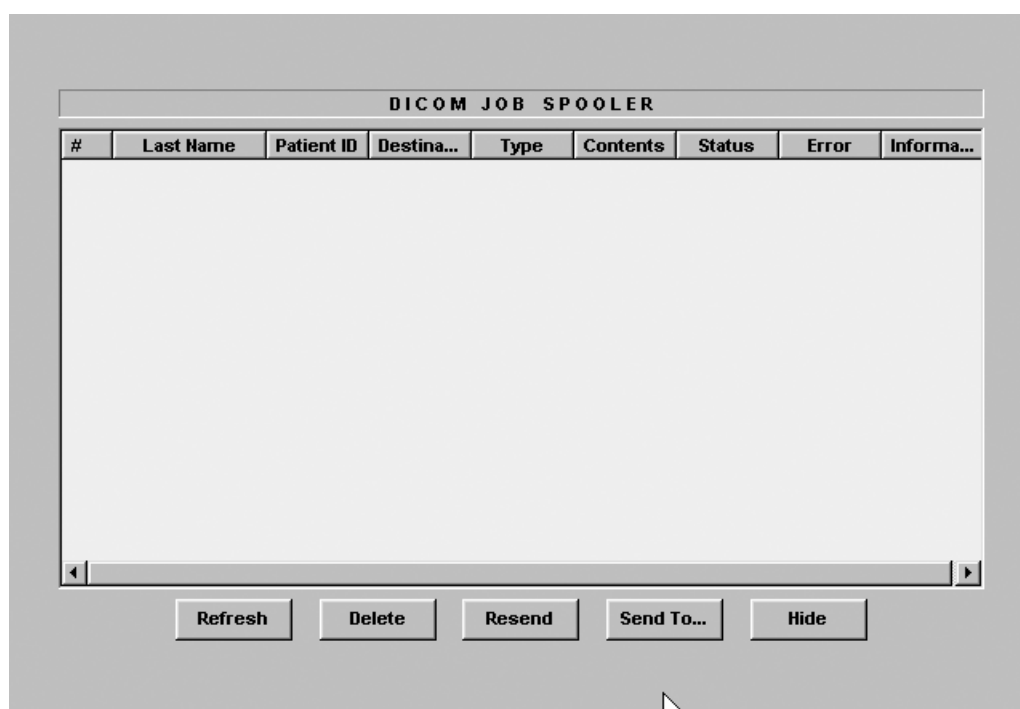 DICOM JOB SPOOLER
# Last Name Patient ID Destina... Type Contents Status Error Informa...
Refresh Delete Resend Send To... Hide